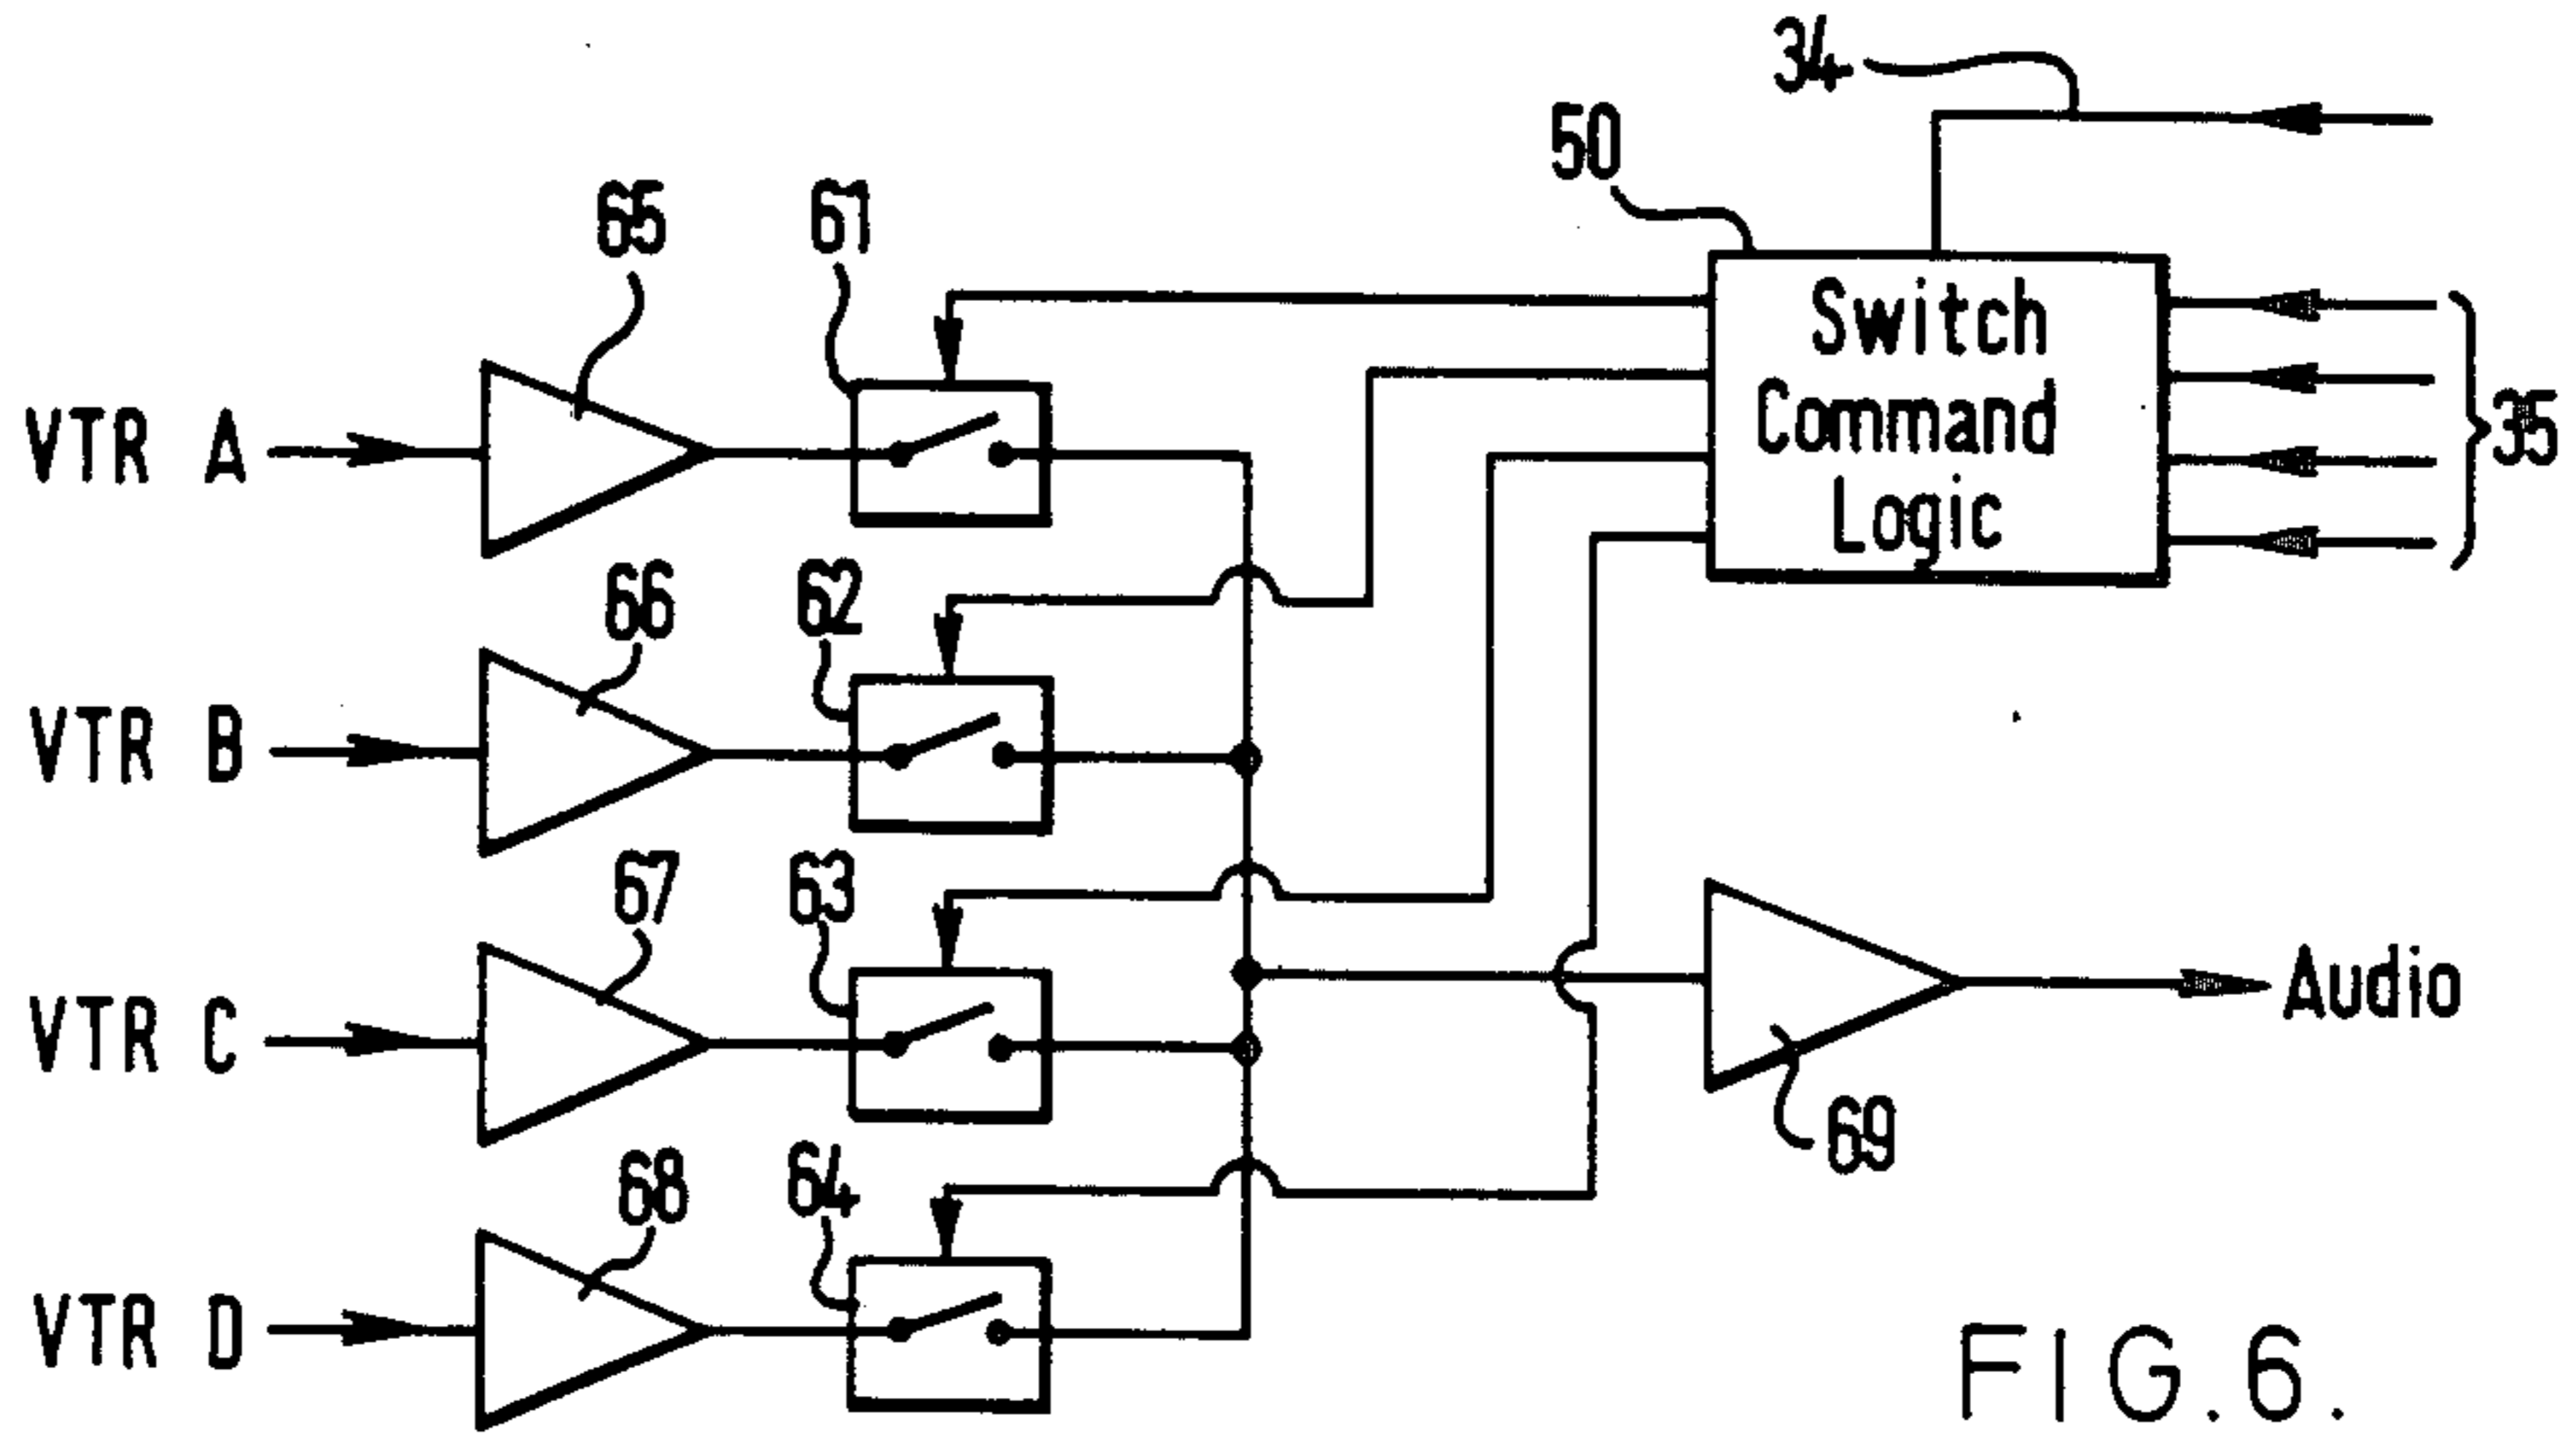 34
50
65
61
Switch
Command
Logic
35
VTR A
66
62
VTR B
67
63
VTR C
Audio
69
68
64
VTR D
FIG.6.